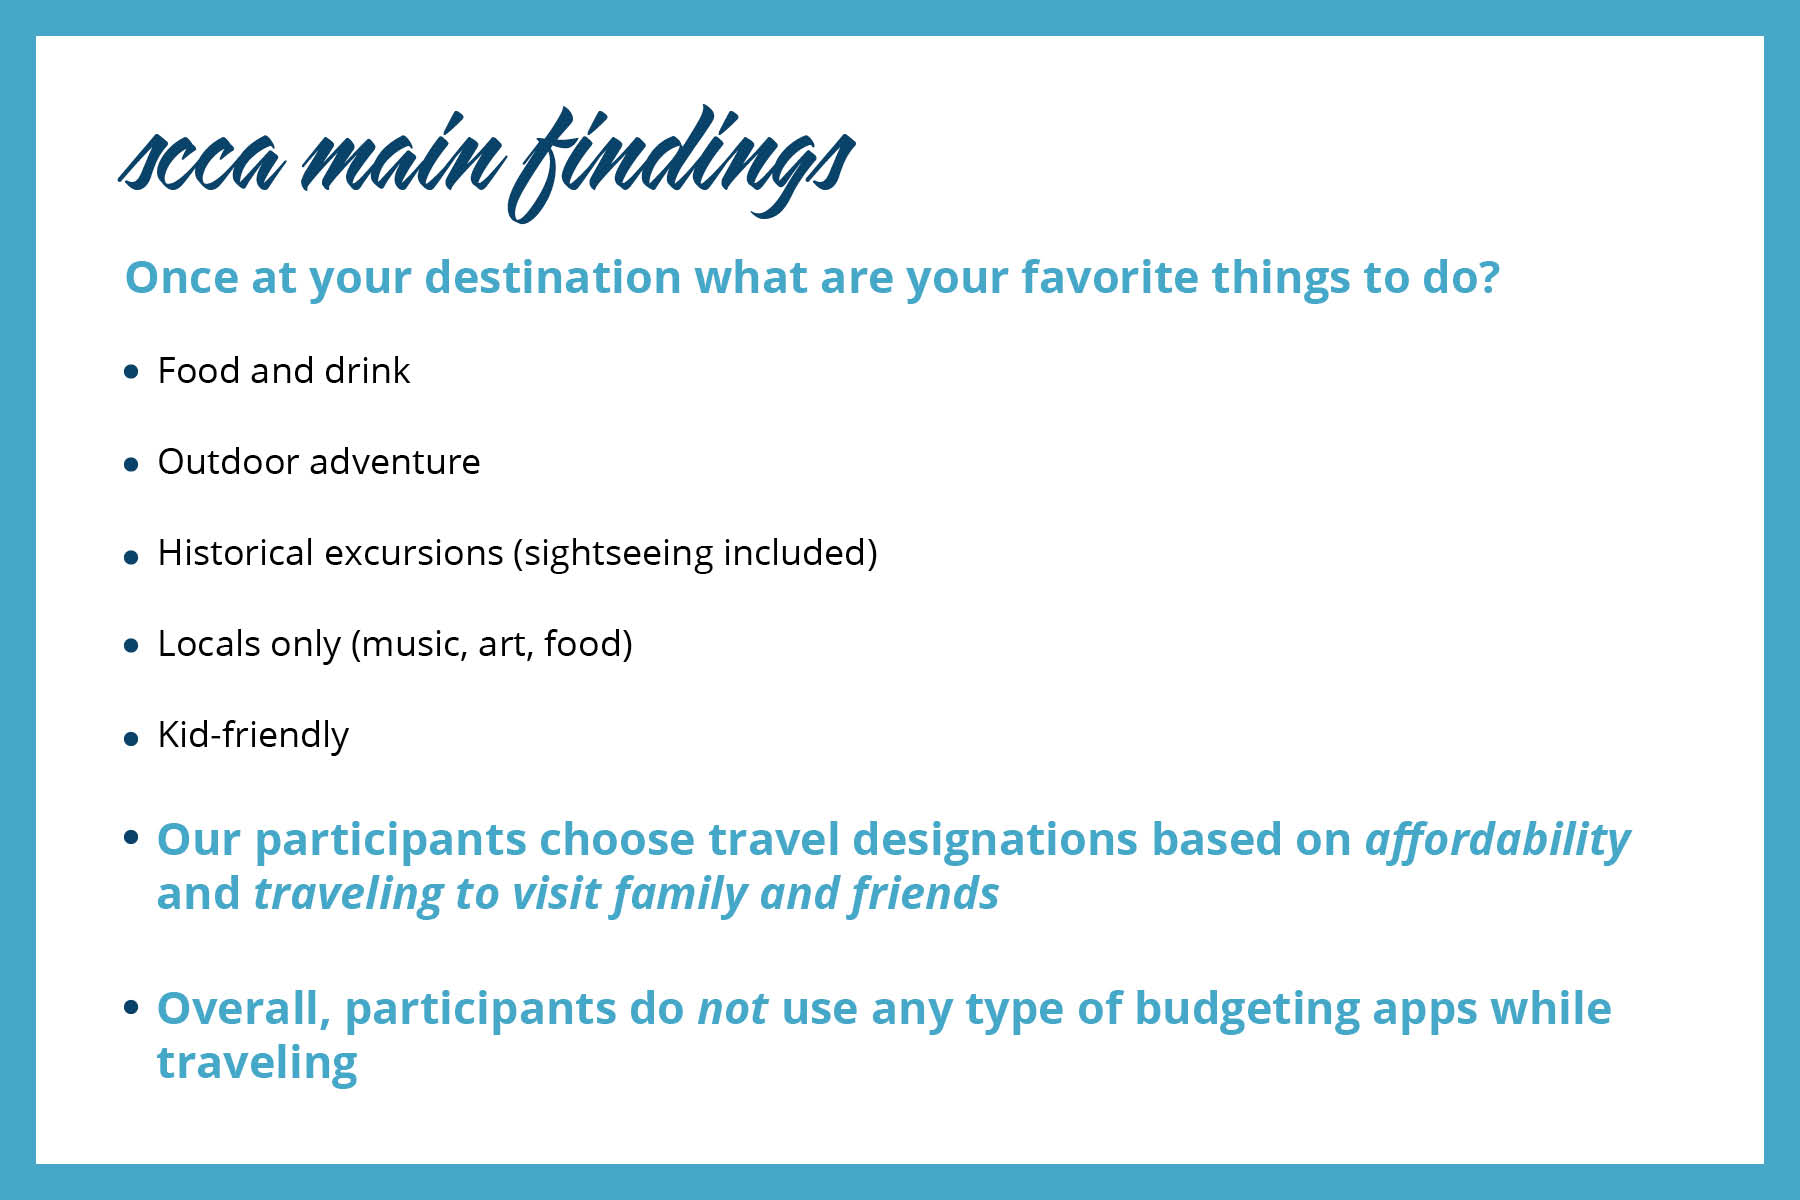 scca main findings
Once at your destination what are your favorite things to do?
• Food and drink
• Outdoor adventure
• Historical excursions (sightseeing included)
• Locals only (music, art, food)
• Kid-friendly
• Our participants choose travel designations based on affordability
and traveling to visit family and friends
• Overall, participants do not use any type of budgeting apps while
traveling